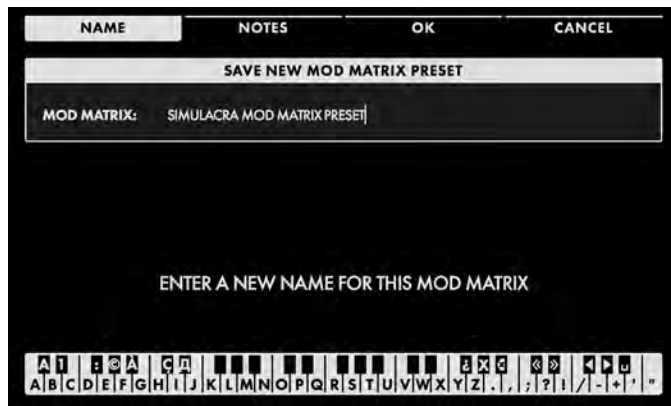 NAME NOTES OK CANCEL
SAVE NEW MOD MATRIX PRESET
MOD MATRIX: SIMULACRA MOD MATRIX PRESET
ENTER A NEW NAME FOR THIS MOD MATRIX
A 1 : © À Ç Д ¿ X « »
A B C D E F G H I J K L M N O P Q R S T U V W X Y Z . , ; ? ! / - + ' "